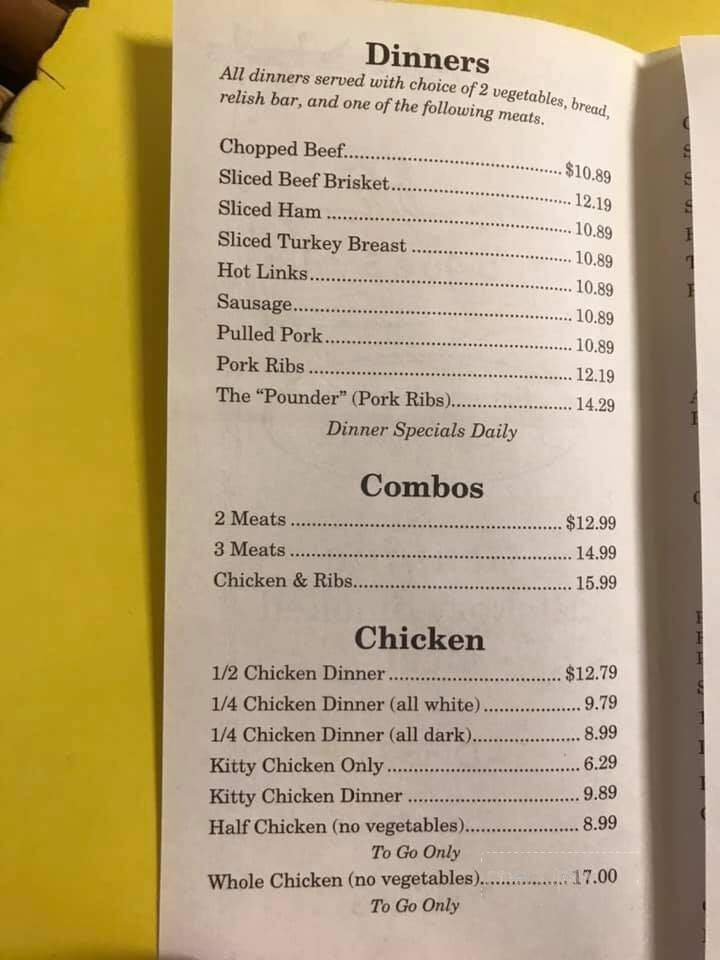 Dinners
All dinners served with choice of 2 vegetables, bread,
relish bar, and one of the following meats.
Chopped Beef.......................................... $10.89
Sliced Beef Brisket.................................. 12.19
Sliced Ham ............................................. 10.89
Sliced Turkey Breast ............................. 10.89
Hot Links................................................ 10.89
Sausage................................................... 10.89
Pulled Pork............................................. 10.89
Pork Ribs ................................................ 12.19
The “Pounder” (Pork Ribs)...................... 14.29
Dinner Specials Daily
Combos
2 Meats .................................................. $12.99
3 Meats .................................................. 14.99
Chicken & Ribs........................................ 15.99
Chicken
1/2 Chicken Dinner ................................ $12.79
1/4 Chicken Dinner (all white) ................. 9.79
1/4 Chicken Dinner (all dark)................... 8.99
Kitty Chicken Only ................................... 6.29
Kitty Chicken Dinner ............................... 9.89
Half Chicken (no vegetables).................... 8.99
To Go Only
Whole Chicken (no vegetables)................ 17.00
To Go Only